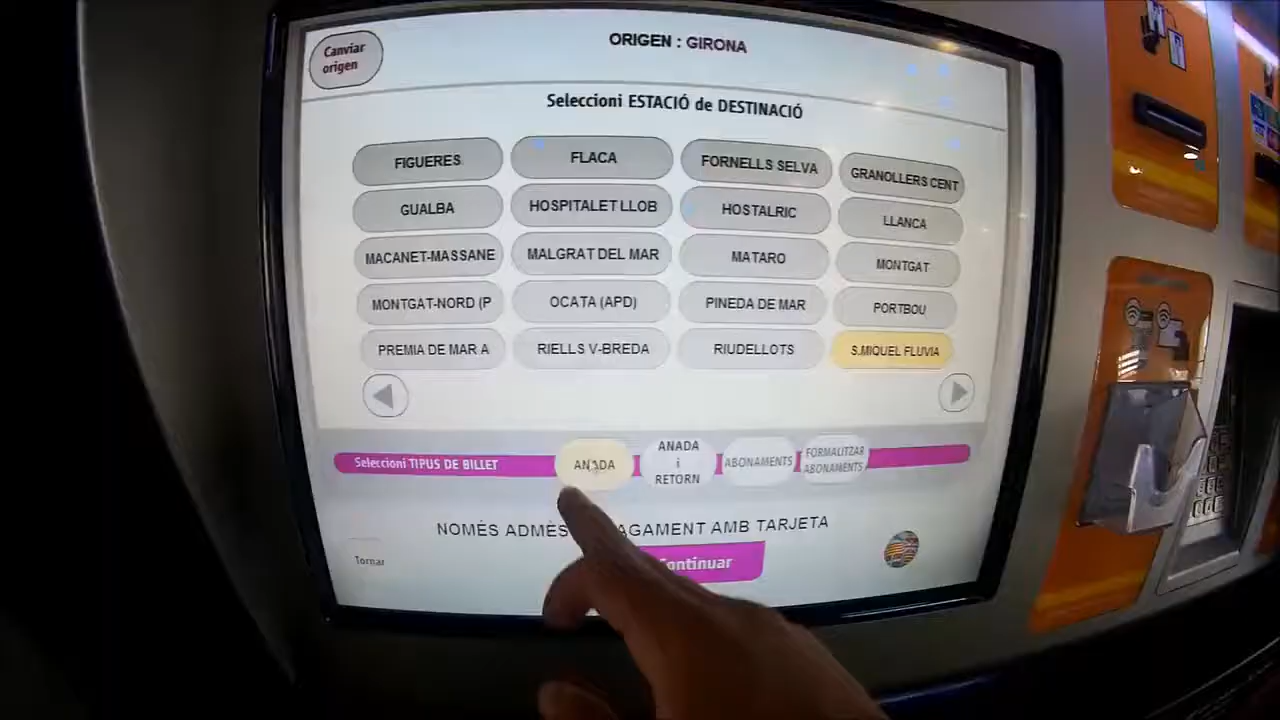 Canviar
origen
ORIGEN : GIRONA
Seleccioni ESTACIÓ de DESTINACIÓ
FIGUERES
FLACA
FORNELLS SELVA
GRANOLLERS CENT
GUALBA
HOSPITALET LLOB
HOSTALRIC
LLANCA
MACANET-MASSANE
MALGRAT DEL MAR
MATARO
MONTGAT
MONTGAT-NORD (P
OCATA (APD)
PINEDA DE MAR
PORTBOU
PREMIA DE MAR A
RIELLS V-BREDA
RIUDELLOTS
S.MIQUEL FLUVIA
Seleccioni TIPUS DE BILLET
ANADA
ANADA
i
RETORN
ABONAMENTS
FORMALITZAR
ABONAMENTS
NOMÉS ADMÈS AGAMENT AMB TARJETA
Tornar
Continuar